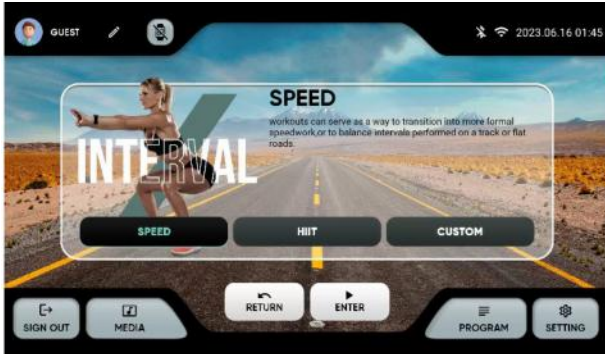 GUEST
2023.06.16 01:45
SPEED
workouts can serve as a way to transition into more formal
speedwork,or to balance intervals performed on a track or flat
roads.
INTERVAL
SPEED
HIIT
CUSTOM
RETURN
ENTER
SIGN OUT
MEDIA
PROGRAM
SETTING